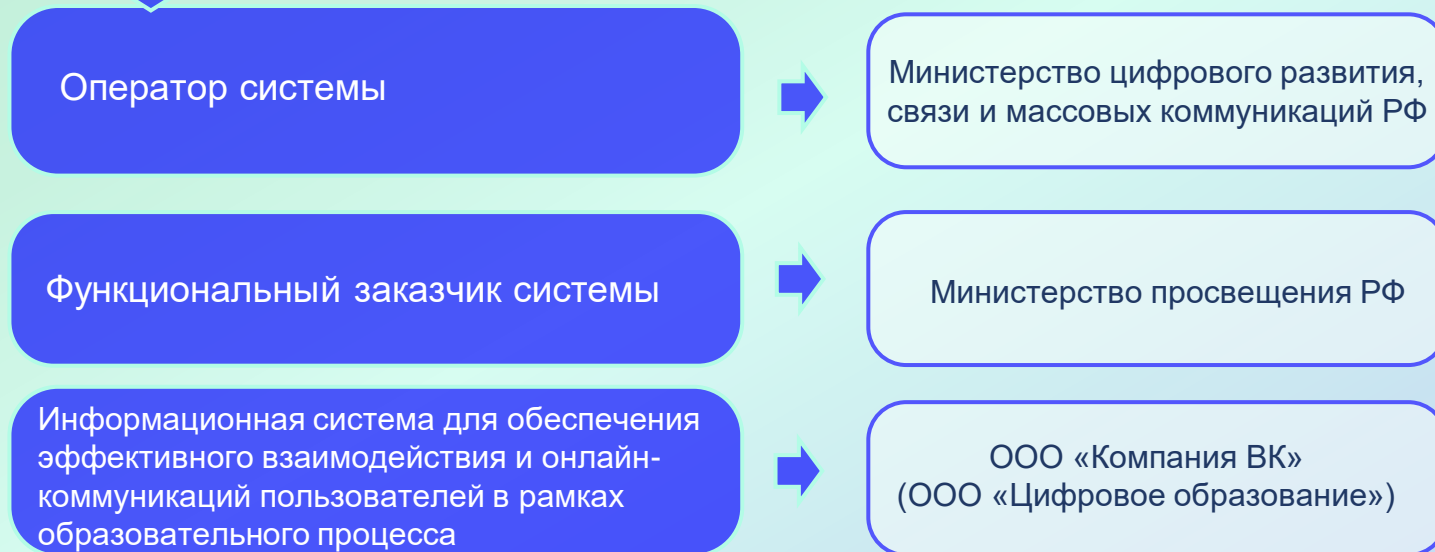 Оператор системы
Министерство цифрового развития,
связи и массовых коммуникаций РФ
Функциональный заказчик системы
Министерство просвещения РФ
Информационная система для обеспечения
эффективного взаимодействия и онлайн-
коммуникаций пользователей в рамках
образовательного процесса
ООО «Компания ВК»
(ООО «Цифровое образование»)